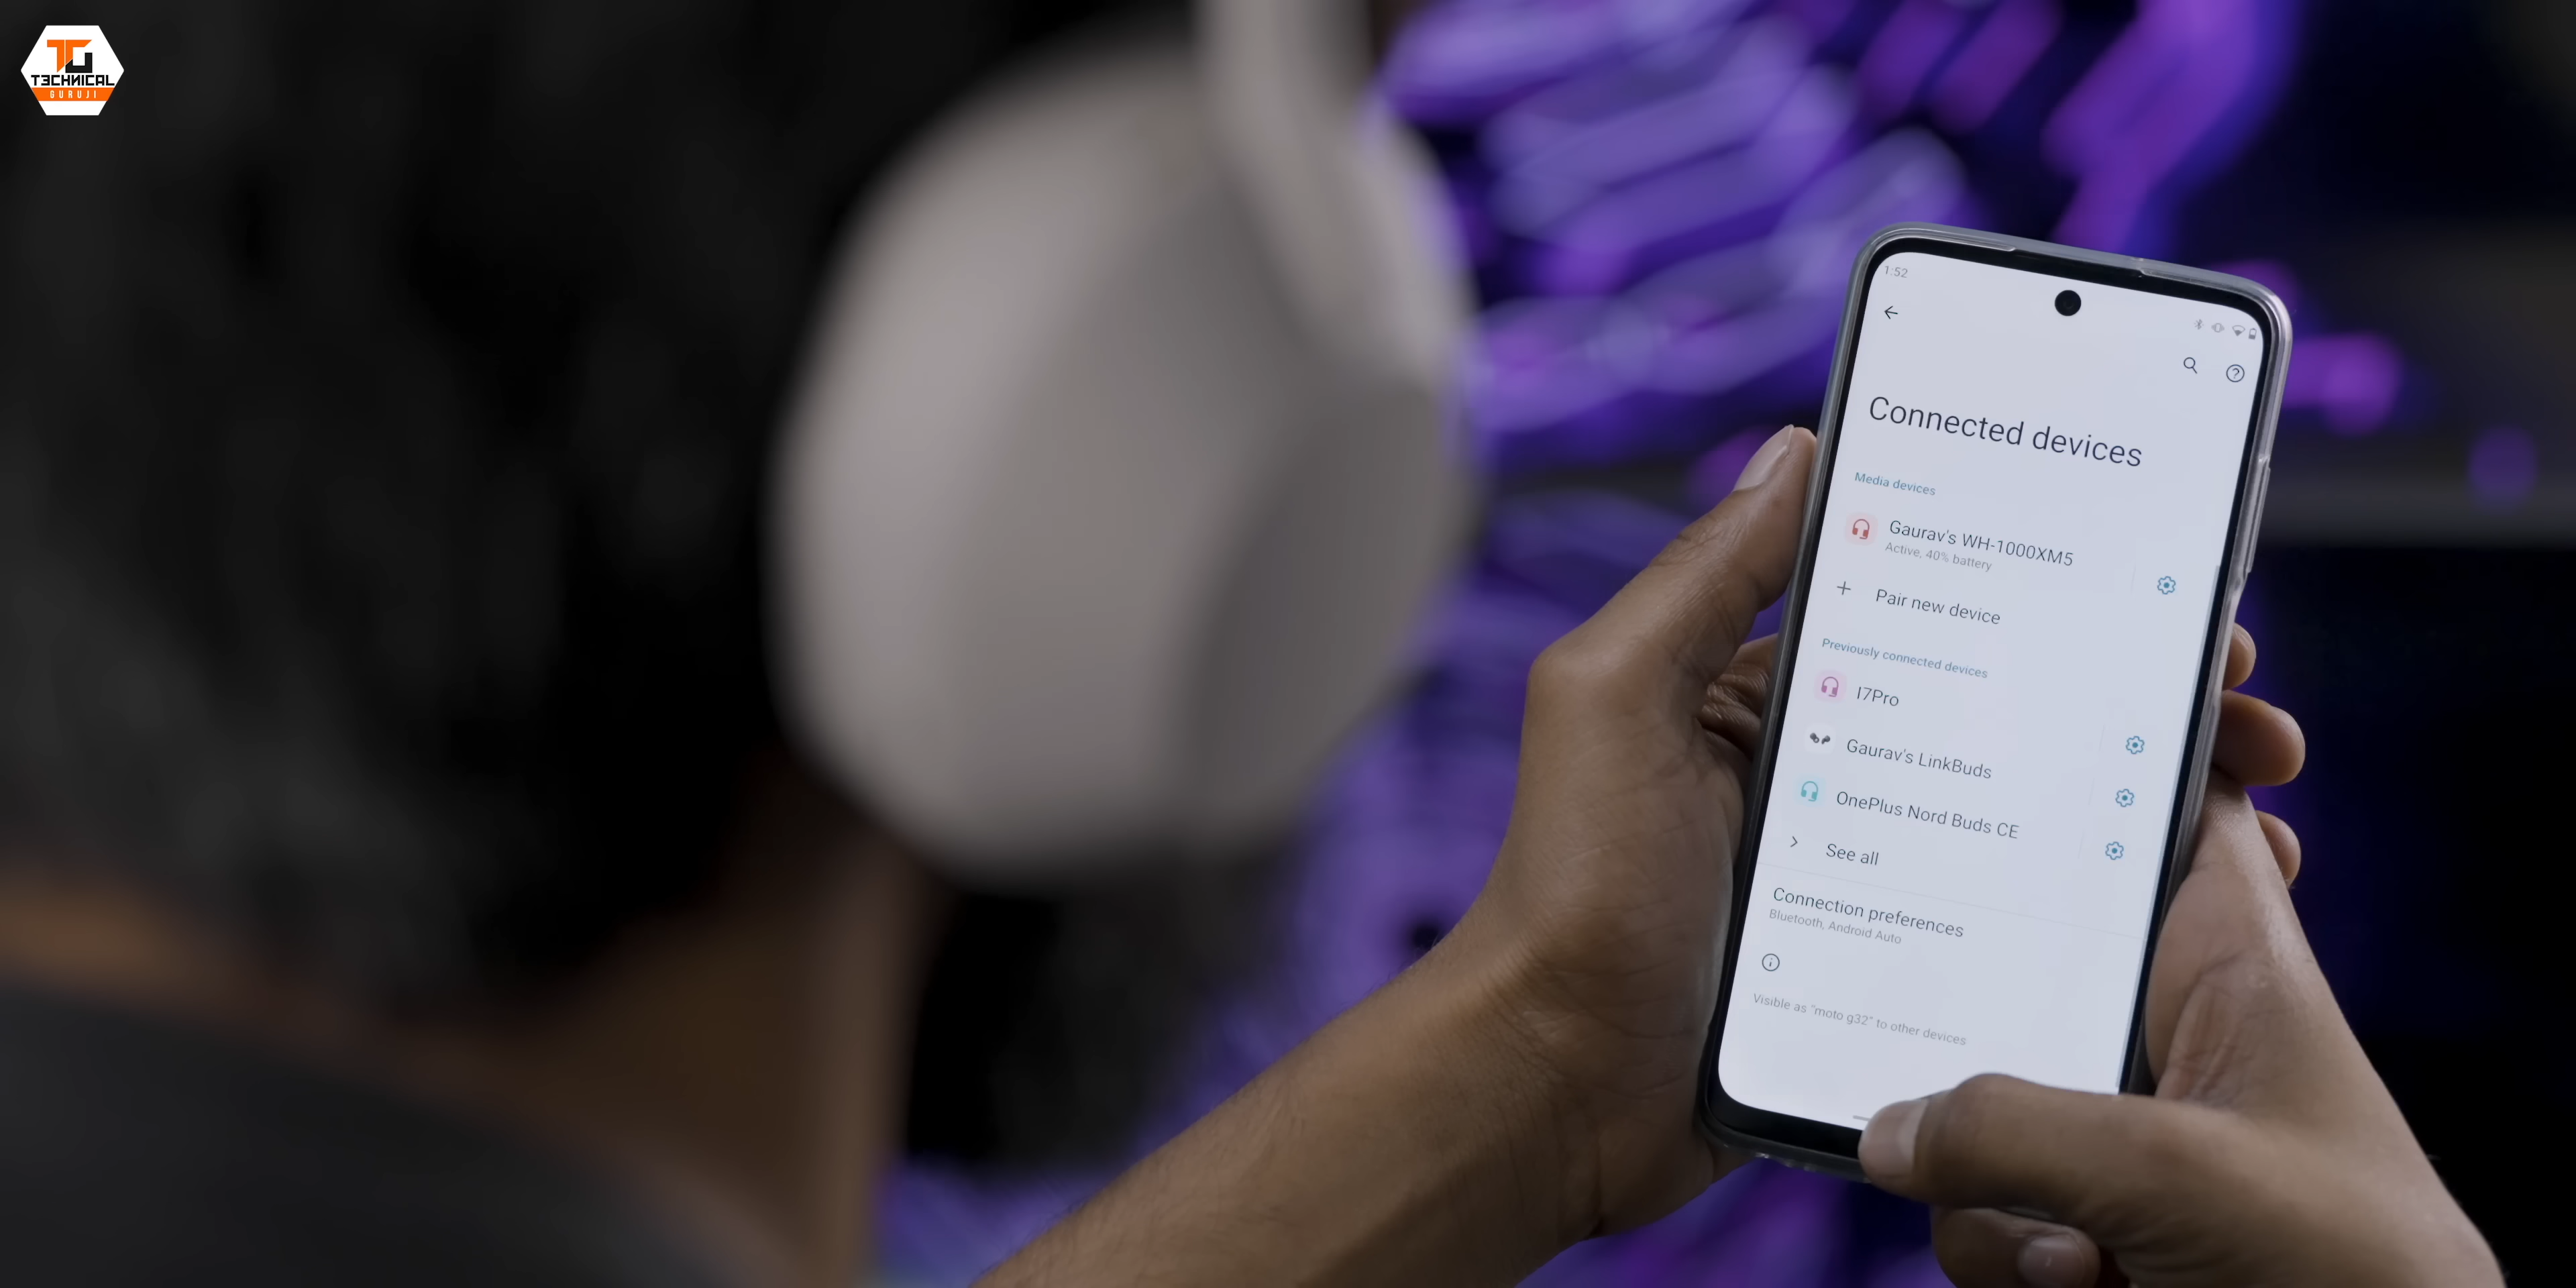 TECHNICAL
GURUJI
1:52
Connected devices
Media devices
Gaurav's WH-1000XM5
Active, 40% battery
Pair new device
Previously connected devices
I7Pro
Gaurav's LinkBuds
OnePlus Nord Buds CE
See all
Connection preferences
Bluetooth, Android Auto
Visible as "moto g32" to other devices